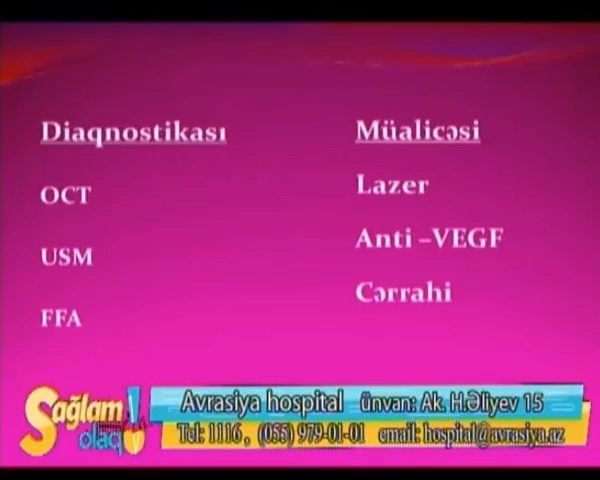 Diaqnostikası
OCT
USM
FFA
Müalicəsi
Lazer
Anti –VEGF
Cərrahi
Sağlam
olaq!
Avrasiya hospital ünvan: Ak. H.Əliyev 15
Tel: 1116 , (055) 979-01-01 email: hospital@avrasiya.az